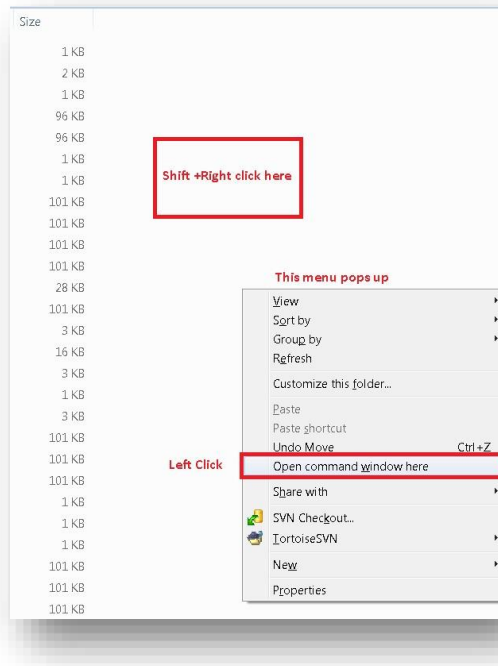 Size
1 KB
2 KB
1 KB
96 KB
96 KB
1 KB
Shift +Right click here
1 KB
101 KB
101 KB
101 KB
101 KB
This menu pops up
28 KB
View
101 KB
Sort by
3 KB
Group by
16 KB
Refresh
3 KB
Customize this folder...
1 KB
Paste
3 KB
Paste shortcut
101 KB
Undo Move Ctrl+Z
101 KB
Left Click
Open command window here
101 KB
Share with
1 KB
SVN Checkout...
1 KB
TortoiseSVN
1 KB
New
101 KB
Properties
101 KB
101 KB